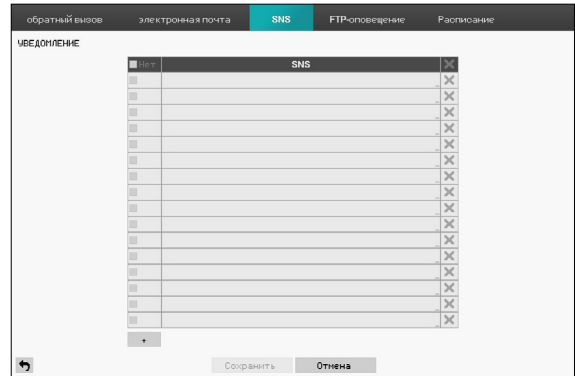 обратный вызов электронная почта SNS FTP-оповещение Расписание
УВЕДОМЛЕНИЕ
Нет SNS
+
Сохранить Отмена